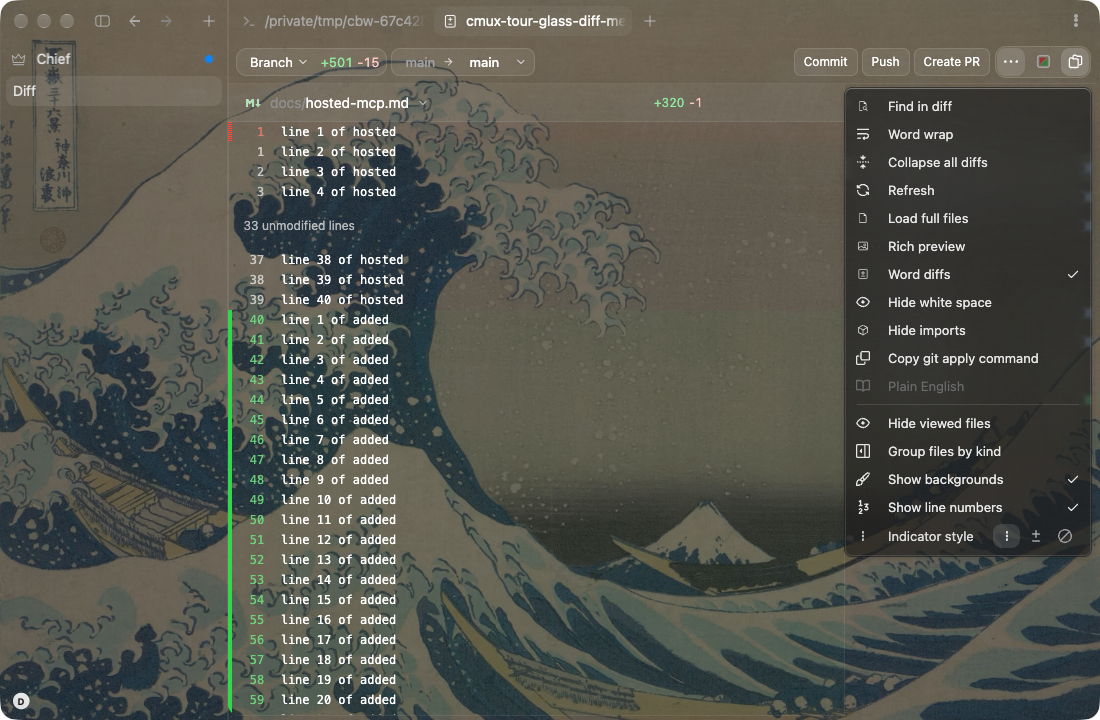 /private/tmp/cbw-67c42
cmux-tour-glass-diff-me
Chief
Diff
Branch
+501 -15
main → main
Commit
Push
Create PR
docs/hosted-mcp.md
+320 -1
1 line 1 of hosted
1 line 2 of hosted
2 line 3 of hosted
3 line 4 of hosted
33 unmodified lines
37 line 38 of hosted
38 line 39 of hosted
39 line 40 of hosted
40 line 1 of added
41 line 2 of added
42 line 3 of added
43 line 4 of added
44 line 5 of added
45 line 6 of added
46 line 7 of added
47 line 8 of added
48 line 9 of added
49 line 10 of added
50 line 11 of added
51 line 12 of added
52 line 13 of added
53 line 14 of added
54 line 15 of added
55 line 16 of added
56 line 17 of added
57 line 18 of added
58 line 19 of added
59 line 20 of added
Find in diff
Word wrap
Collapse all diffs
Refresh
Load full files
Rich preview
Word diffs
Hide white space
Hide imports
Copy git apply command
Plain English
Hide viewed files
Group files by kind
Show backgrounds
Show line numbers
Indicator style
D